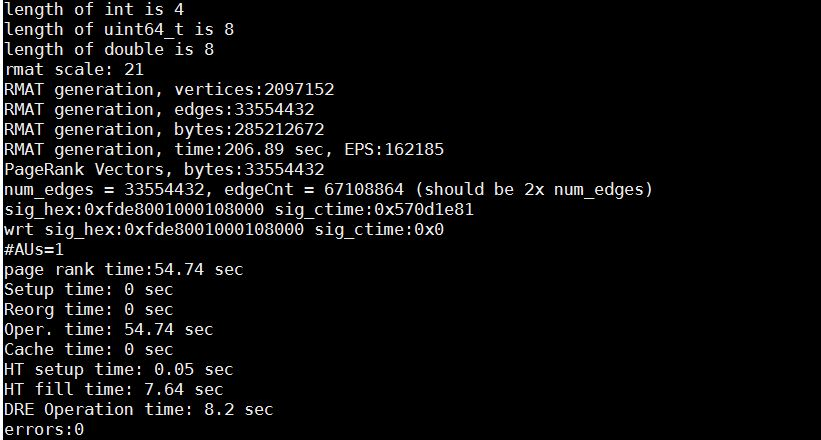 length of int is 4
length of uint64_t is 8
length of double is 8
rmat scale: 21
RMAT generation, vertices:2097152
RMAT generation, edges:33554432
RMAT generation, bytes:285212672
RMAT generation, time:206.89 sec, EPS:162185
PageRank Vectors, bytes:33554432
num_edges = 33554432, edgeCnt = 67108864 (should be 2x num_edges)
sig_hex:0xfde8001000108000 sig_ctime:0x570d1e81
wrt sig_hex:0xfde8001000108000 sig_ctime:0x0
#AUs=1
page rank time:54.74 sec
Setup time: 0 sec
Reorg time: 0 sec
Oper. time: 54.74 sec
Cache time: 0 sec
HT setup time: 0.05 sec
HT fill time: 7.64 sec
DRE Operation time: 8.2 sec
errors:0